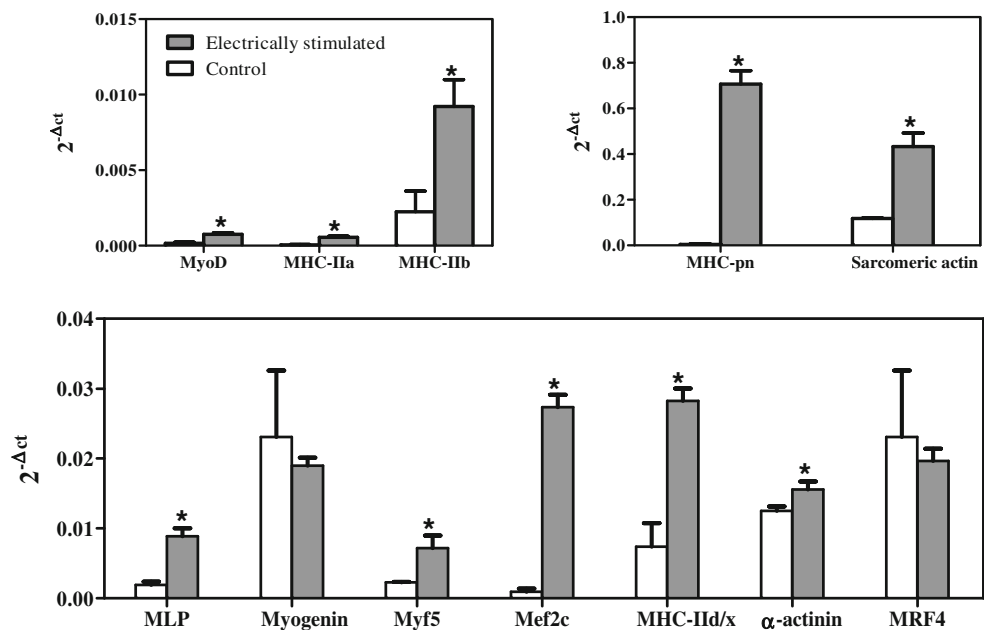 0.015
0.010
0.005
0.000
2^-Δct
Electrically stimulated
Control
*
*
*
MyoD
MHC-IIa
MHC-IIb
1.0
0.8
0.6
0.4
0.2
0.0
2^-Δct
*
*
MHC-pn
Sarcomeric actin
0.04
0.03
0.02
0.01
0.00
2^-Δct
*
*
*
*
*
MLP
Myogenin
Myf5
Mef2c
MHC-IId/x
α-actinin
MRF4